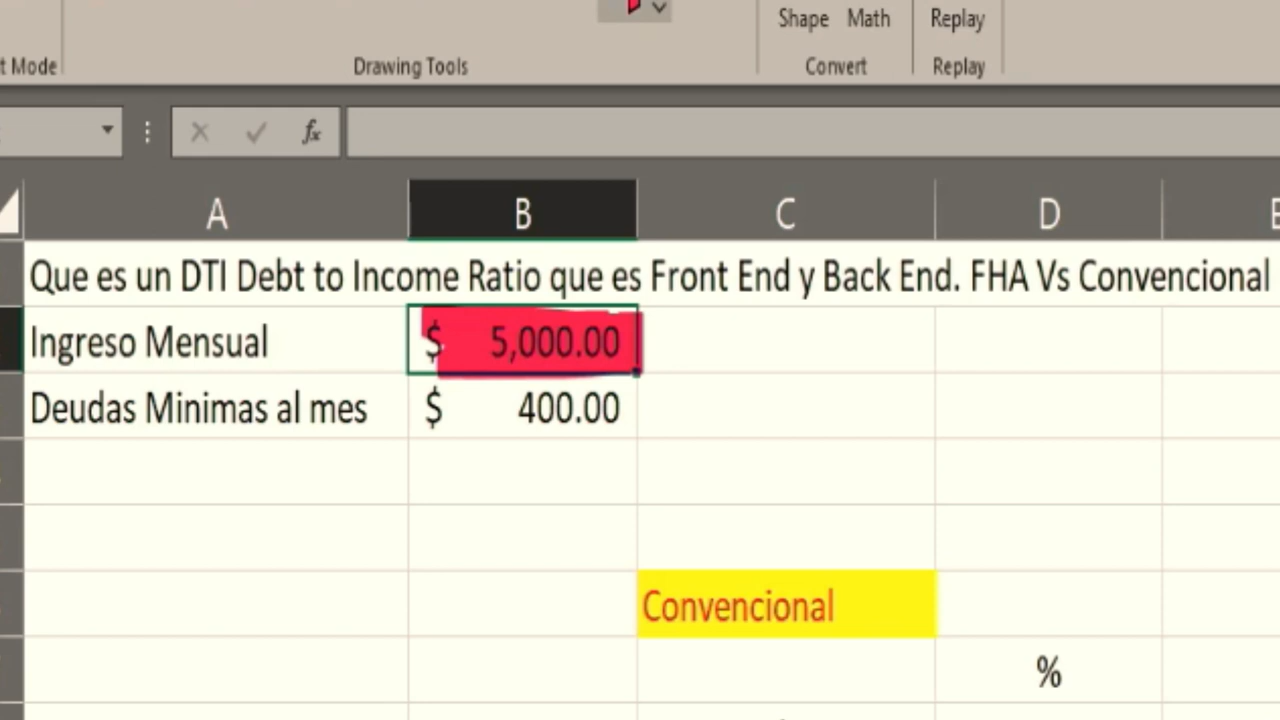 Shape Math Replay
t Mode Drawing Tools Convert Replay
fx
A B C D E
Que es un DTI Debt to Income Ratio que es Front End y Back End. FHA Vs Convencional
Ingreso Mensual $ 5,000.00
Deudas Minimas al mes $ 400.00
Convencional
%